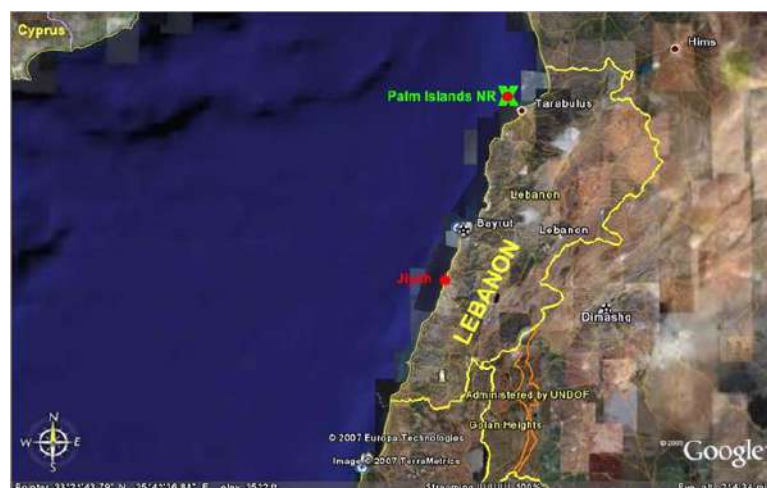 Cyprus
Hims
Palm Islands NR
Tarabulus
Lebanon
Bayrut
Lebanon
Jiyeh
LEBANON
Dimashq
Administered by UNDOF
Golan Heights
N
W E
S
© 2007 Europa Technologies
Image © 2007 TerraMetrics
Google